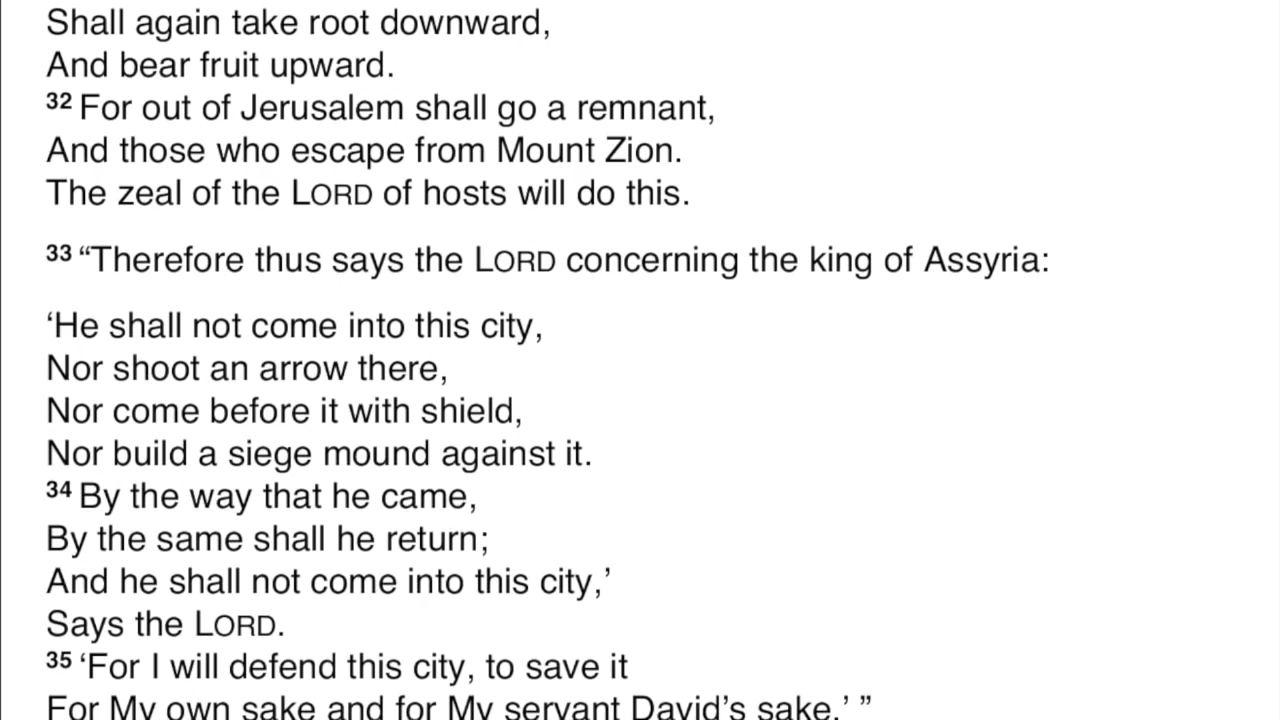 Shall again take root downward,
And bear fruit upward.
32 For out of Jerusalem shall go a remnant,
And those who escape from Mount Zion.
The zeal of the LORD of hosts will do this.
33 “Therefore thus says the LORD concerning the king of Assyria:
‘He shall not come into this city,
Nor shoot an arrow there,
Nor come before it with shield,
Nor build a siege mound against it.
34 By the way that he came,
By the same shall he return;
And he shall not come into this city,’
Says the LORD.
35 ‘For I will defend this city, to save it
For My own sake and for My servant David’s sake.’ ”